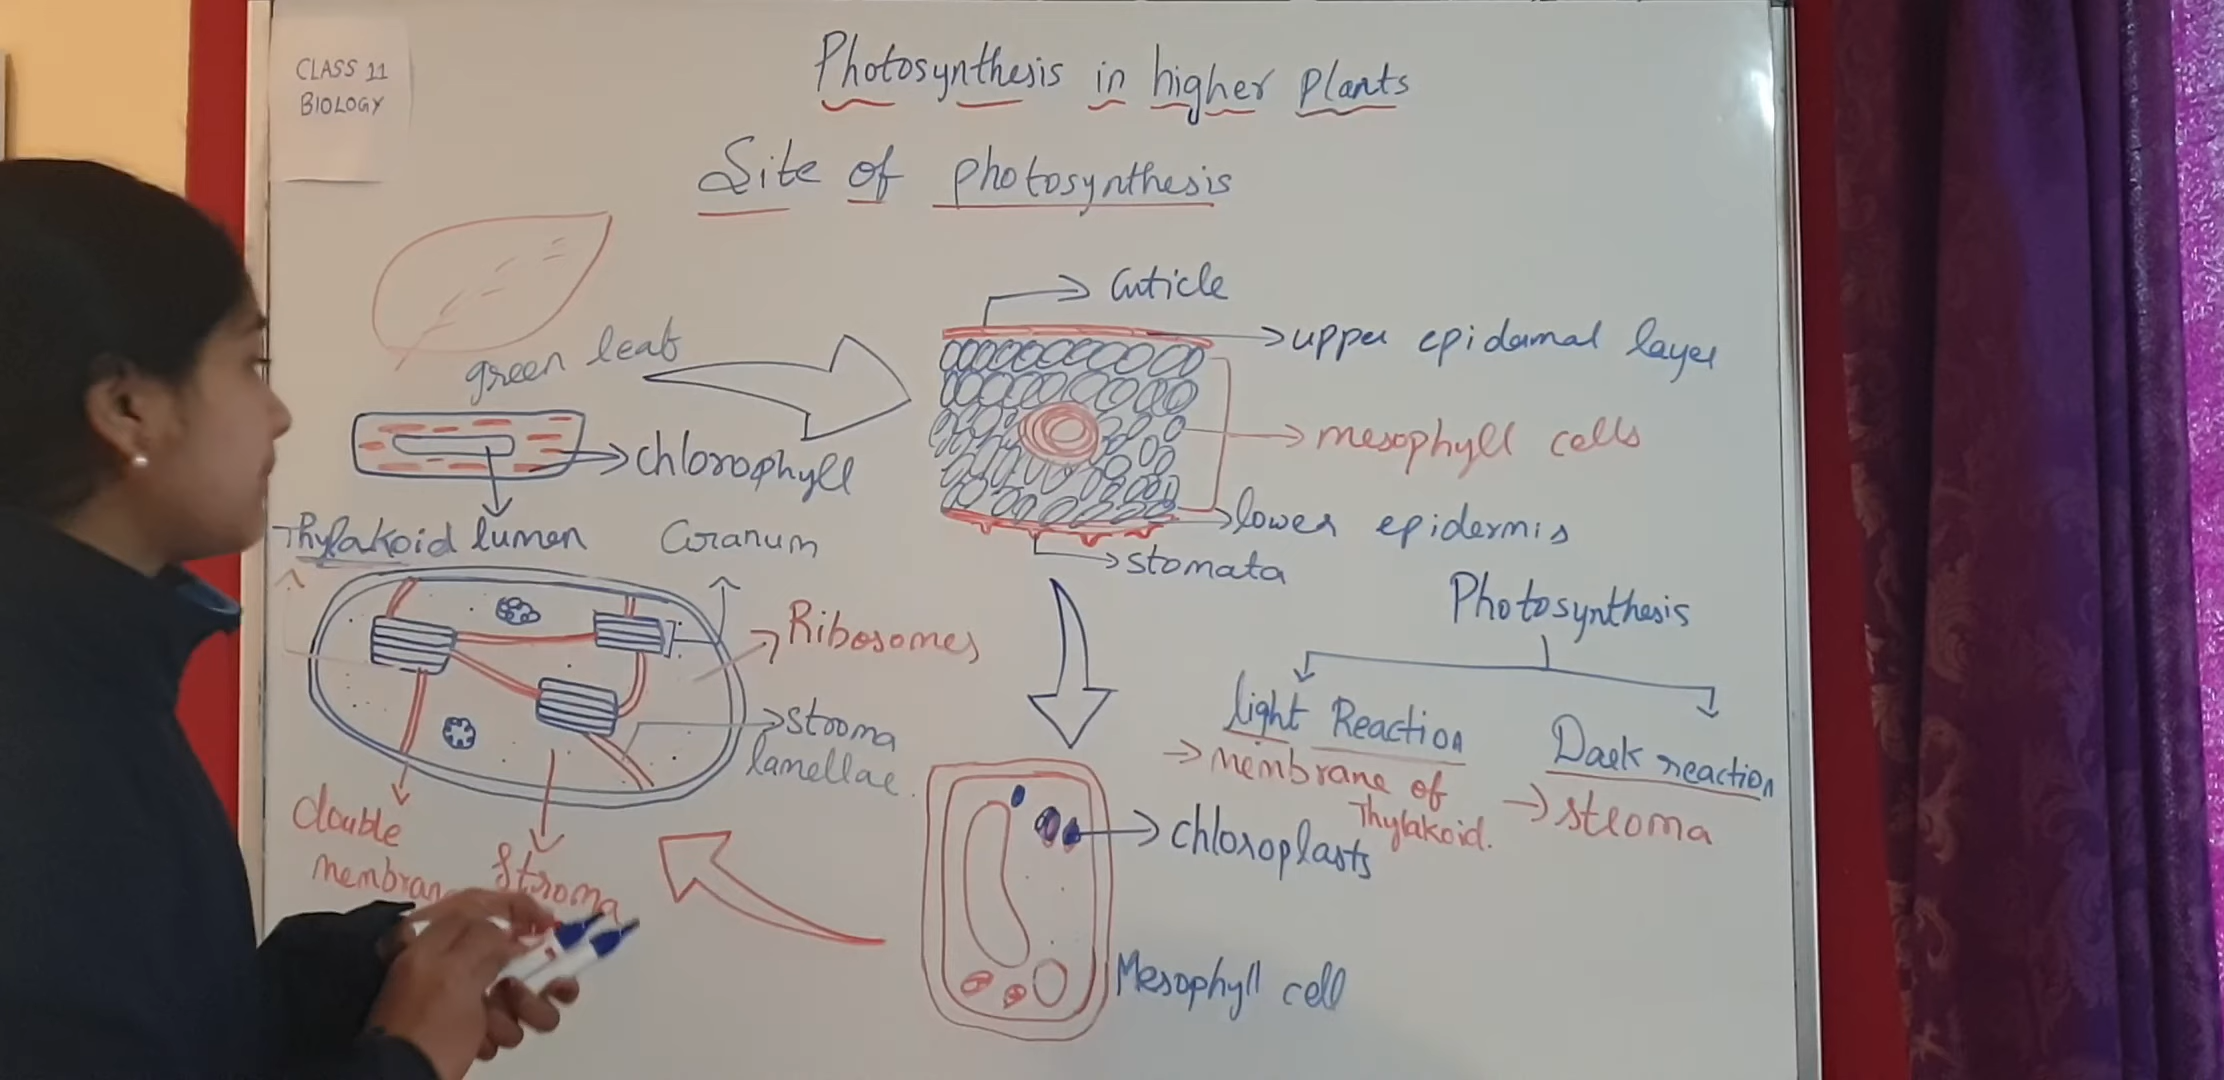 CLASS 11
BIOLOGY
Photosynthesis in higher Plants
Site of photosynthesis
green leaf
chlorophyll
Thylakoid lumen
Granum
Ribosomes
stroma
lamellae.
double
membran
Stroma
Cuticle
upper epidermal layer
mesophyll cells
lower epidermis
stomata
Photosynthesis
light Reaction
→ membrane of
Thylakoid.
Dark reaction
→ stroma
chloroplasts
Mesophyll cell